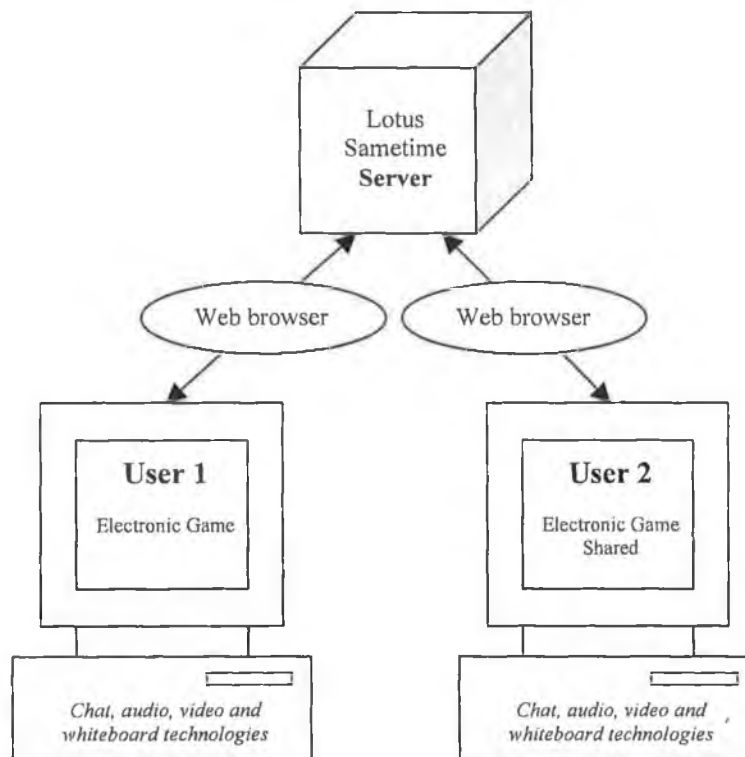 Lotus
Sametime
Server
Web browser
Web browser
User 1
Electronic Game
User 2
Electronic Game
Shared
Chat, audio, video and
whiteboard technologies
Chat, audio, video and
whiteboard technologies